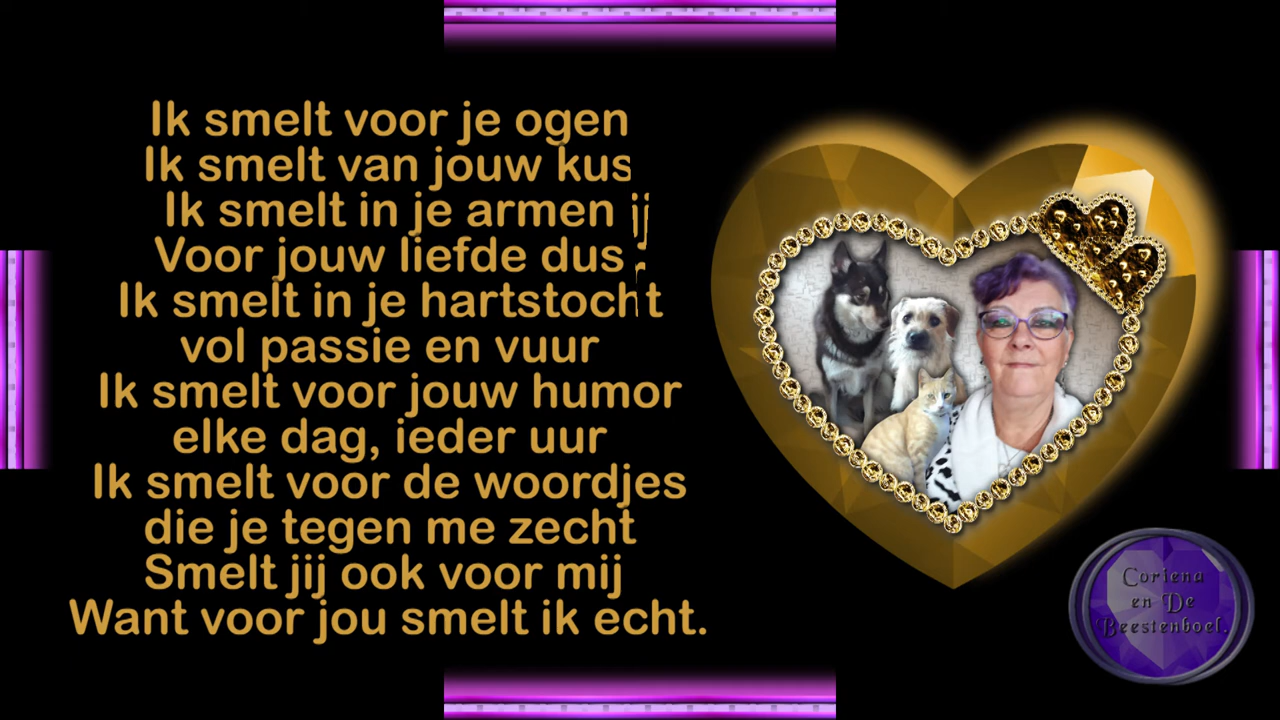 Ik smelt voor je ogen
Ik smelt van jouw kus
Ik smelt in je armen
Voor jouw liefde dus
Ik smelt in je hartstocht
vol passie en vuur
Ik smelt voor jouw humor
elke dag, ieder uur
Ik smelt voor de woordjes
die je tegen me zecht
Smelt jij ook voor mij
Want voor jou smelt ik echt.
Coriena
en De
Beestenboel.